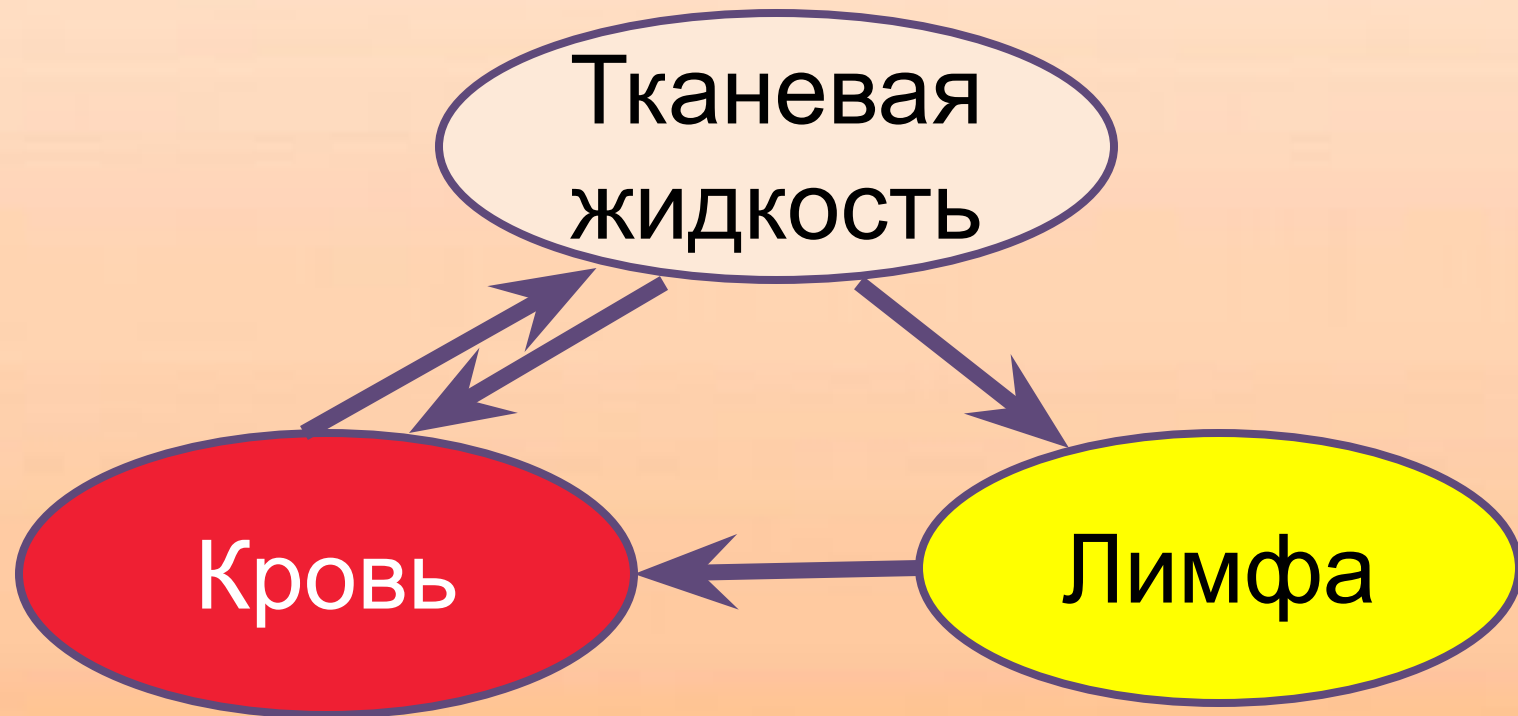 Тканевая
жидкость
Кровь
Лимфа